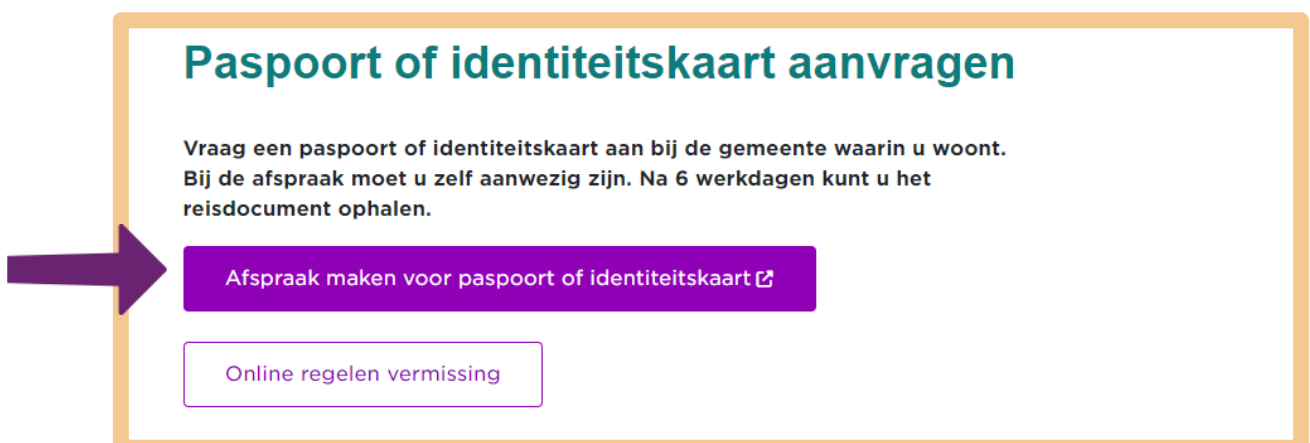 Paspoort of identiteitskaart aanvragen
Vraag een paspoort of identiteitskaart aan bij de gemeente waarin u woont.
Bij de afspraak moet u zelf aanwezig zijn. Na 6 werkdagen kunt u het
reisdocument ophalen.
Afspraak maken voor paspoort of identiteitskaart
Online regelen vermissing